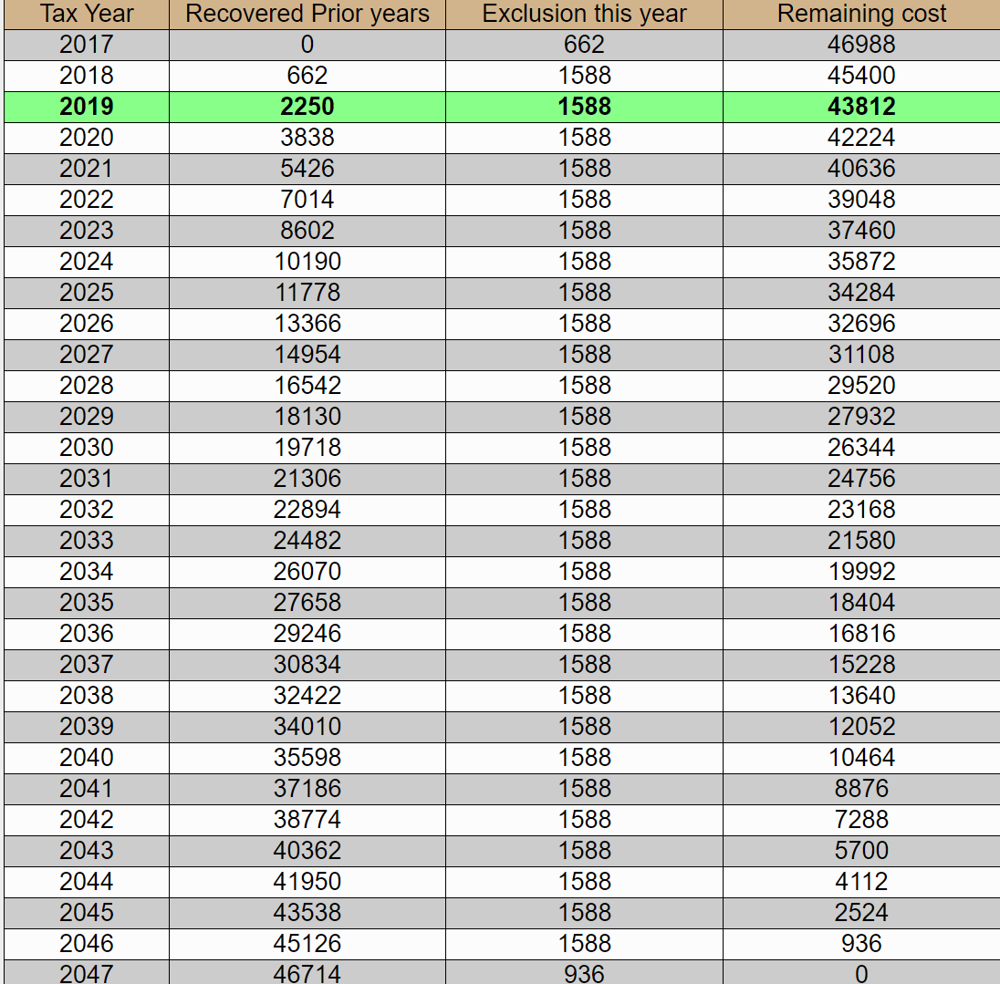 Tax Year Recovered Prior years Exclusion this year Remaining cost
2017 0 662 46988
2018 662 1588 45400
2019 2250 1588 43812
2020 3838 1588 42224
2021 5426 1588 40636
2022 7014 1588 39048
2023 8602 1588 37460
2024 10190 1588 35872
2025 11778 1588 34284
2026 13366 1588 32696
2027 14954 1588 31108
2028 16542 1588 29520
2029 18130 1588 27932
2030 19718 1588 26344
2031 21306 1588 24756
2032 22894 1588 23168
2033 24482 1588 21580
2034 26070 1588 19992
2035 27658 1588 18404
2036 29246 1588 16816
2037 30834 1588 15228
2038 32422 1588 13640
2039 34010 1588 12052
2040 35598 1588 10464
2041 37186 1588 8876
2042 38774 1588 7288
2043 40362 1588 5700
2044 41950 1588 4112
2045 43538 1588 2524
2046 45126 1588 936
2047 46714 936 0